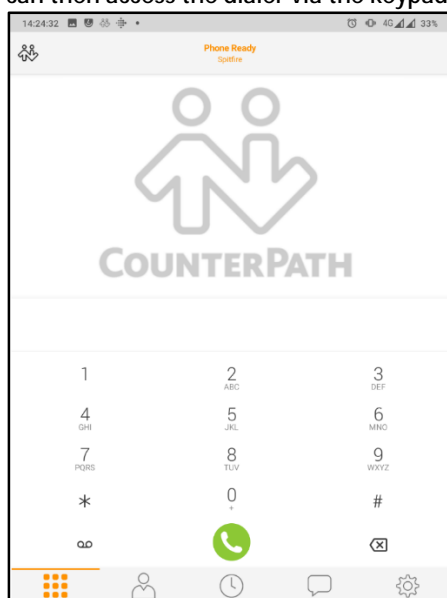 can then access the dialer via the keypad
14:24:32 4G 33%
Phone Ready
Spitfire
COUNTERPATH
1 2 3
ABC DEF
4 5 6
GHI JKL MNO
7 8 9
PQRS TUV WXYZ
* 0 #
+